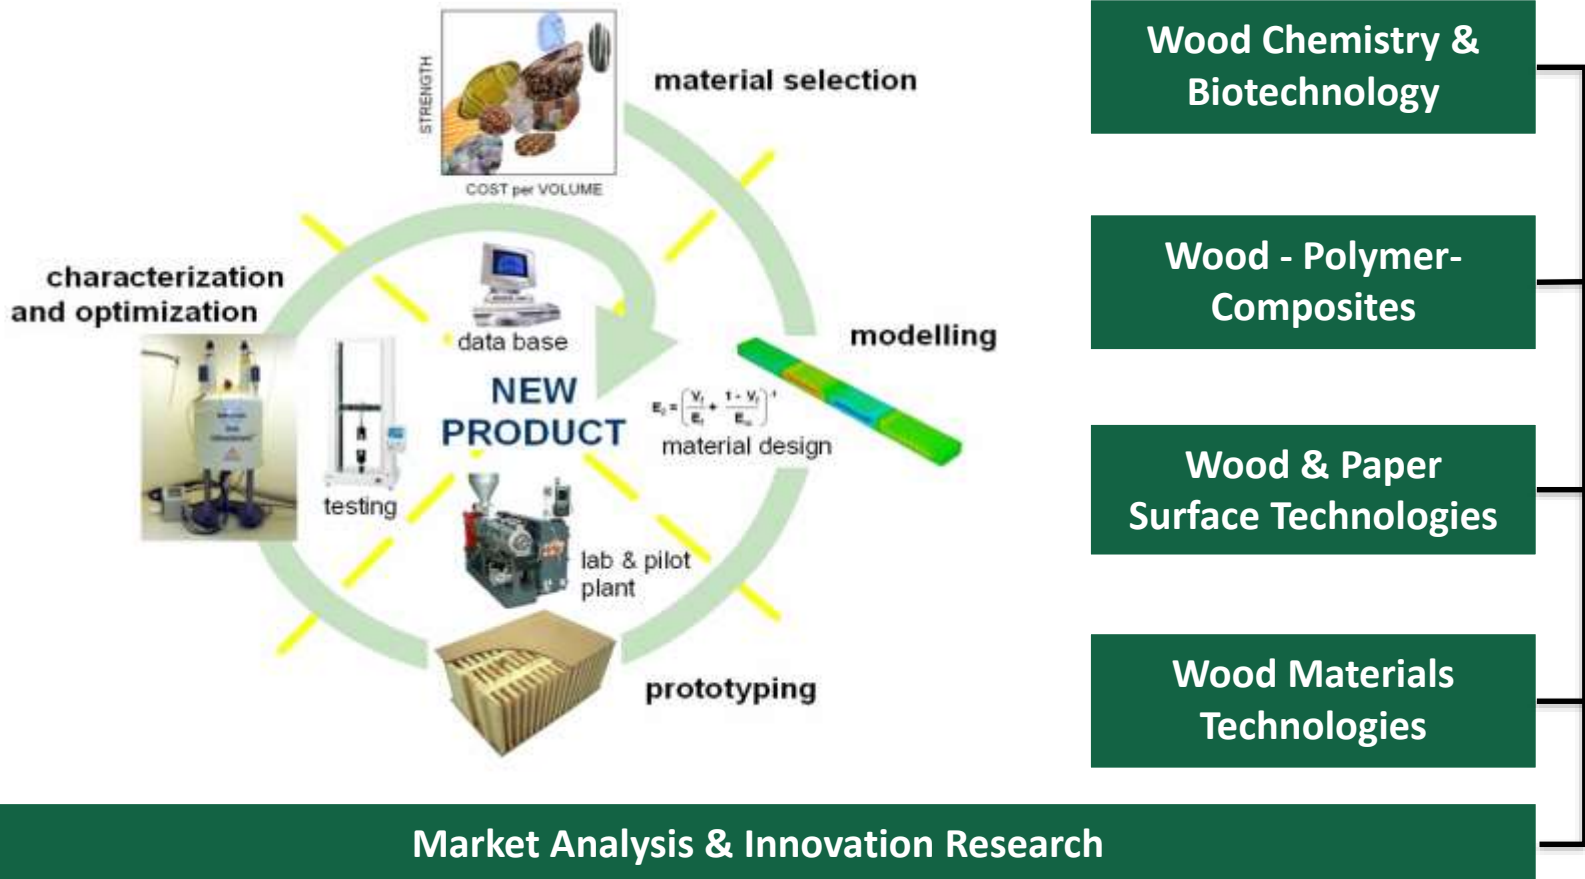 STRENGTH
COST per VOLUME
material selection
characterization
and optimization
data base
modelling
NEW
PRODUCT
material design
testing
lab & pilot
plant
prototyping
Wood Chemistry &
Biotechnology
Wood - Polymer-
Composites
Wood & Paper
Surface Technologies
Wood Materials
Technologies
Market Analysis & Innovation Research